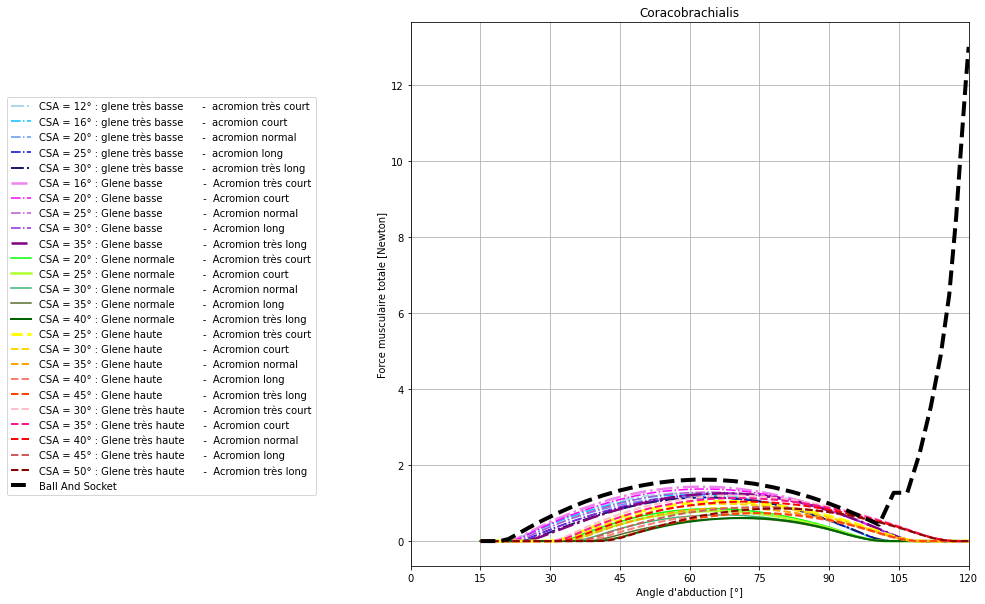 Coracobrachialis
CSA = 12° : glene très basse - acromion très court
CSA = 16° : glene très basse - acromion court
CSA = 20° : glene très basse - acromion normal
CSA = 25° : glene très basse - acromion long
CSA = 30° : glene très basse - acromion très long
CSA = 16° : Glene basse - Acromion très court
CSA = 20° : Glene basse - Acromion court
CSA = 25° : Glene basse - Acromion normal
CSA = 30° : Glene basse - Acromion long
CSA = 35° : Glene basse - Acromion très long
CSA = 20° : Glene normale - Acromion très court
CSA = 25° : Glene normale - Acromion court
CSA = 30° : Glene normale - Acromion normal
CSA = 35° : Glene normale - Acromion long
CSA = 40° : Glene normale - Acromion très long
CSA = 25° : Glene haute - Acromion très court
CSA = 30° : Glene haute - Acromion court
CSA = 35° : Glene haute - Acromion normal
CSA = 40° : Glene haute - Acromion long
CSA = 45° : Glene haute - Acromion très long
CSA = 30° : Glene très haute - Acromion très court
CSA = 35° : Glene très haute - Acromion court
CSA = 40° : Glene très haute - Acromion normal
CSA = 45° : Glene très haute - Acromion long
CSA = 50° : Glene très haute - Acromion très long
Ball And Socket
Force musculaire totale [Newton]
12
10
8
6
4
2
0
0 15 30 45 60 75 90 105 120
Angle d'abduction [°]